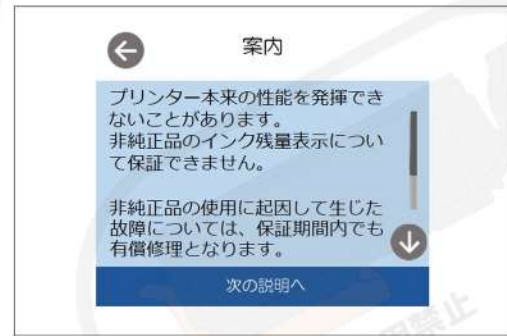 案内
プリンター本来の性能を発揮でき
ないことがあります。
非純正品のインク残量表示につい
て保証できません。
非純正品の使用に起因して生じた
故障については、保証期間内でも
有償修理となります。
次の説明へ
用禁止